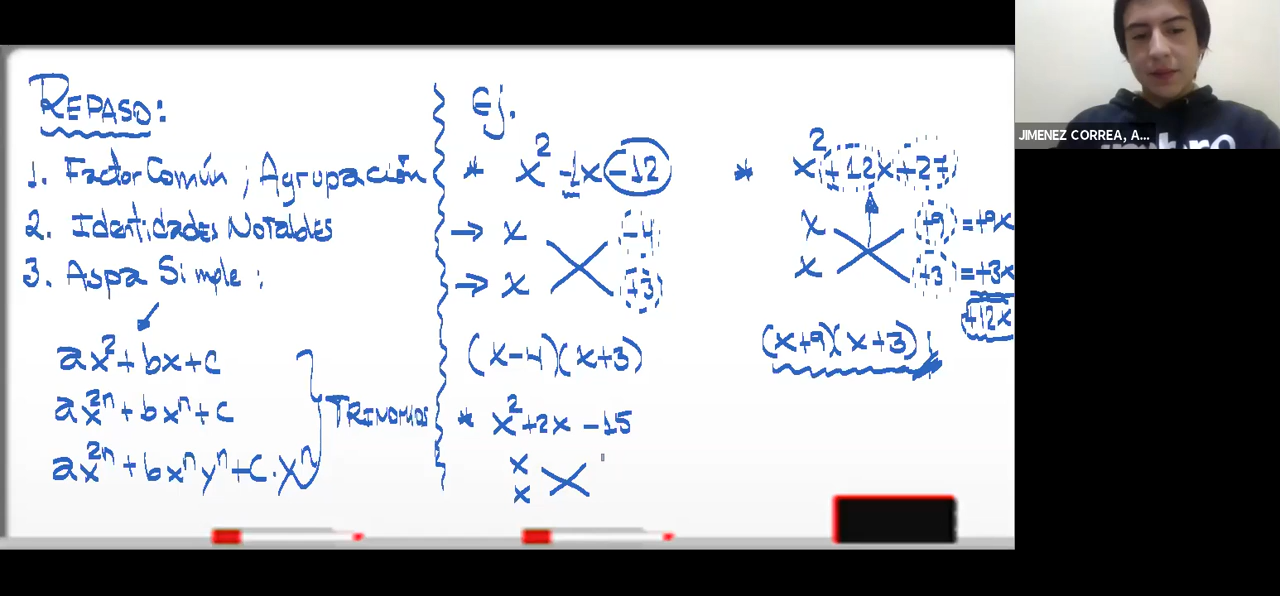 REPASO:
1. Factor Común ; Agrupación
2. Identidades Notables
3. Aspa Simple :
ax² + bx + c
ax²ⁿ + bxⁿ + c
ax²ⁿ + bxⁿyⁿ + c·xⁿ
TRINOMIOS
Ej.
* x² -1x -12
→ x -4
→ x +3
(x-4)(x+3)
* x² +2x -15
x
x
* x² +12x +27
x +9 = +9x
x +3 = +3x
+12x
(x+9)(x+3)
JIMENEZ CORREA, A...